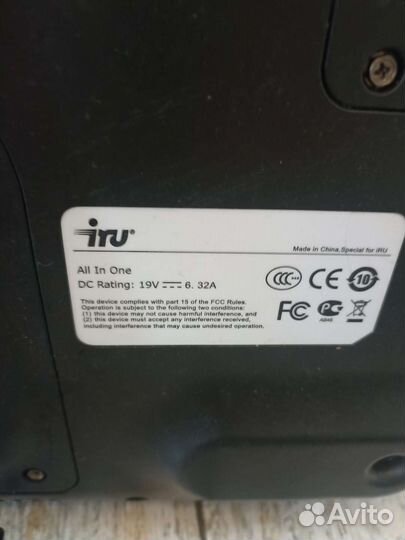 iru®
Made in China,Special for iRU
All In One
DC Rating: 19V⎓6. 32A
This device complies with part 15 of the FCC Rules.
Operation is subject to the following two conditions:
(1) this device may not cause harmful interference, and
(2) this device must accept any interference received,
including interference that may cause undesired operation.
CCC CE 10
FC PG
Avito